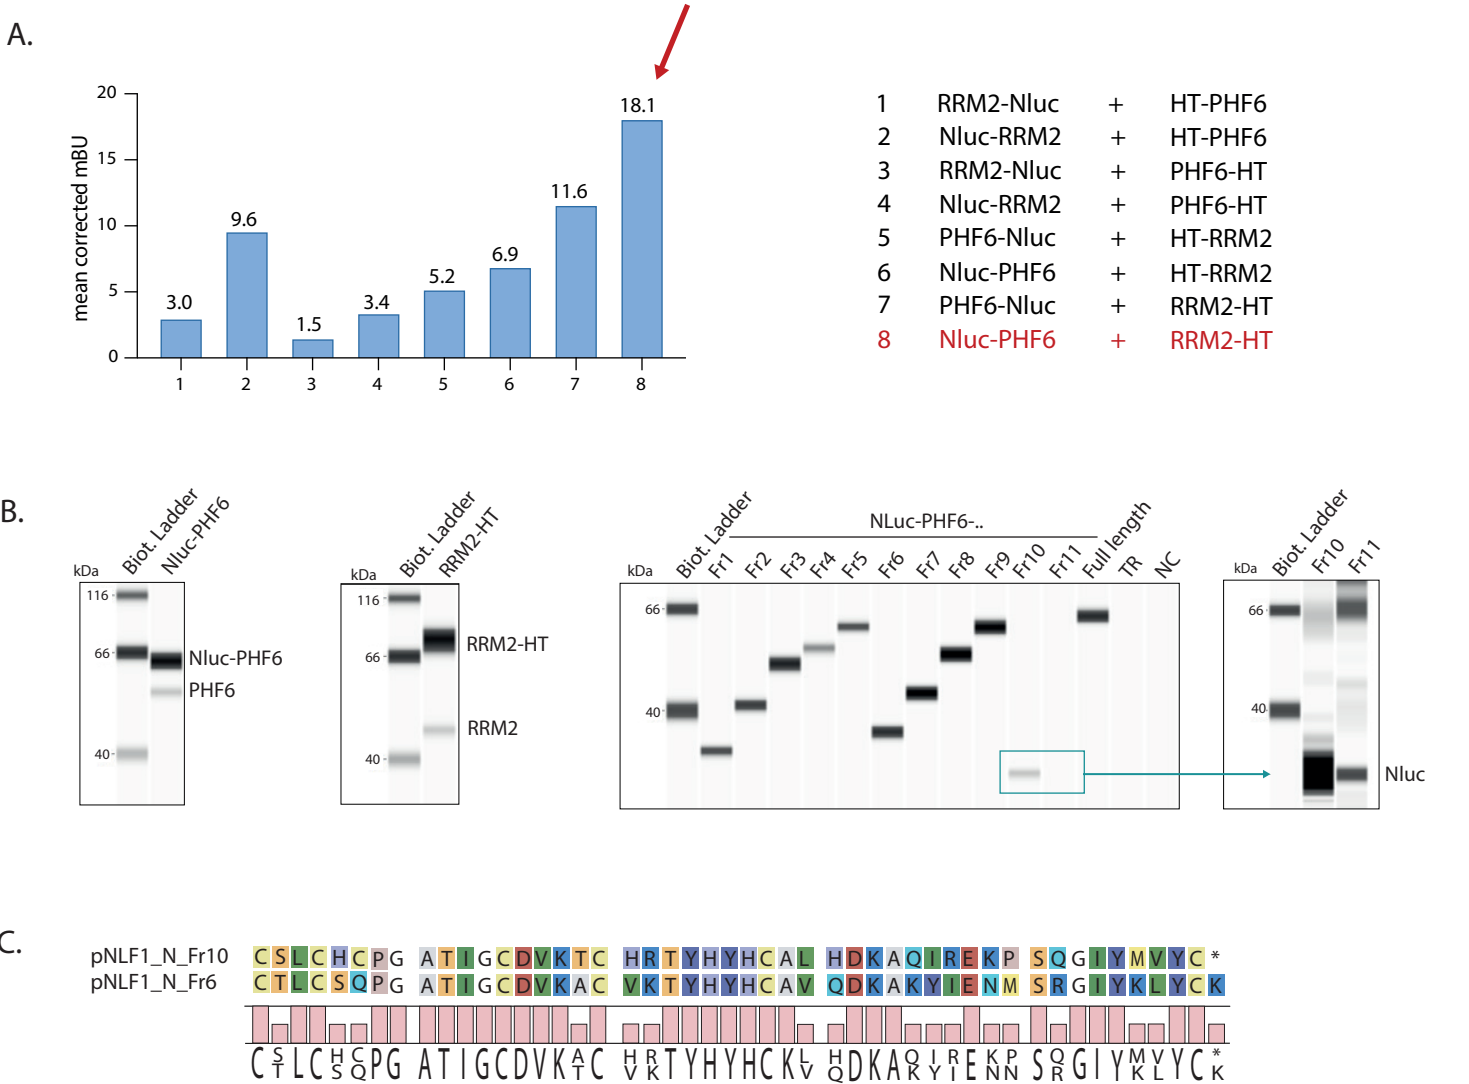 A.
mean corrected mBU
20
15
10
5
0
3.0
9.6
1.5
3.4
5.2
6.9
11.6
18.1
1 2 3 4 5 6 7 8
1 RRM2-Nluc + HT-PHF6
2 Nluc-RRM2 + HT-PHF6
3 RRM2-Nluc + PHF6-HT
4 Nluc-RRM2 + PHF6-HT
5 PHF6-Nluc + HT-RRM2
6 Nluc-PHF6 + HT-RRM2
7 PHF6-Nluc + RRM2-HT
8 Nluc-PHF6 + RRM2-HT
B.
kDa
Biot. Ladder
Nluc-PHF6
116
66
40
Nluc-PHF6
PHF6
kDa
Biot. Ladder
RRM2-HT
116
66
40
RRM2-HT
RRM2
NLuc-PHF6-..
kDa
Biot. Ladder
Fr1
Fr2
Fr3
Fr4
Fr5
Fr6
Fr7
Fr8
Fr9
Fr10
Fr11
Full length
TR
NC
66
40
kDa
Biot. Ladder
Fr10
Fr11
66
40
Nluc
C.
pNLF1_N_Fr10 CSLCHCPG ATIGCDVKTC HRTYHYHCAL HDKAQIREKP SQGIYMVYC*
pNLF1_N_Fr6 CTLCSQPG ATIGCDVKAC VKTYHYHCAV QDKAKYIENM SRGIYKLYCK
C S L C H C P G A T I G C D V K A C H R T Y H Y H C K L H D K A Q I R E K P S Q G I Y M V Y C *
T S Q T V K V Q K Y I N N R K L K